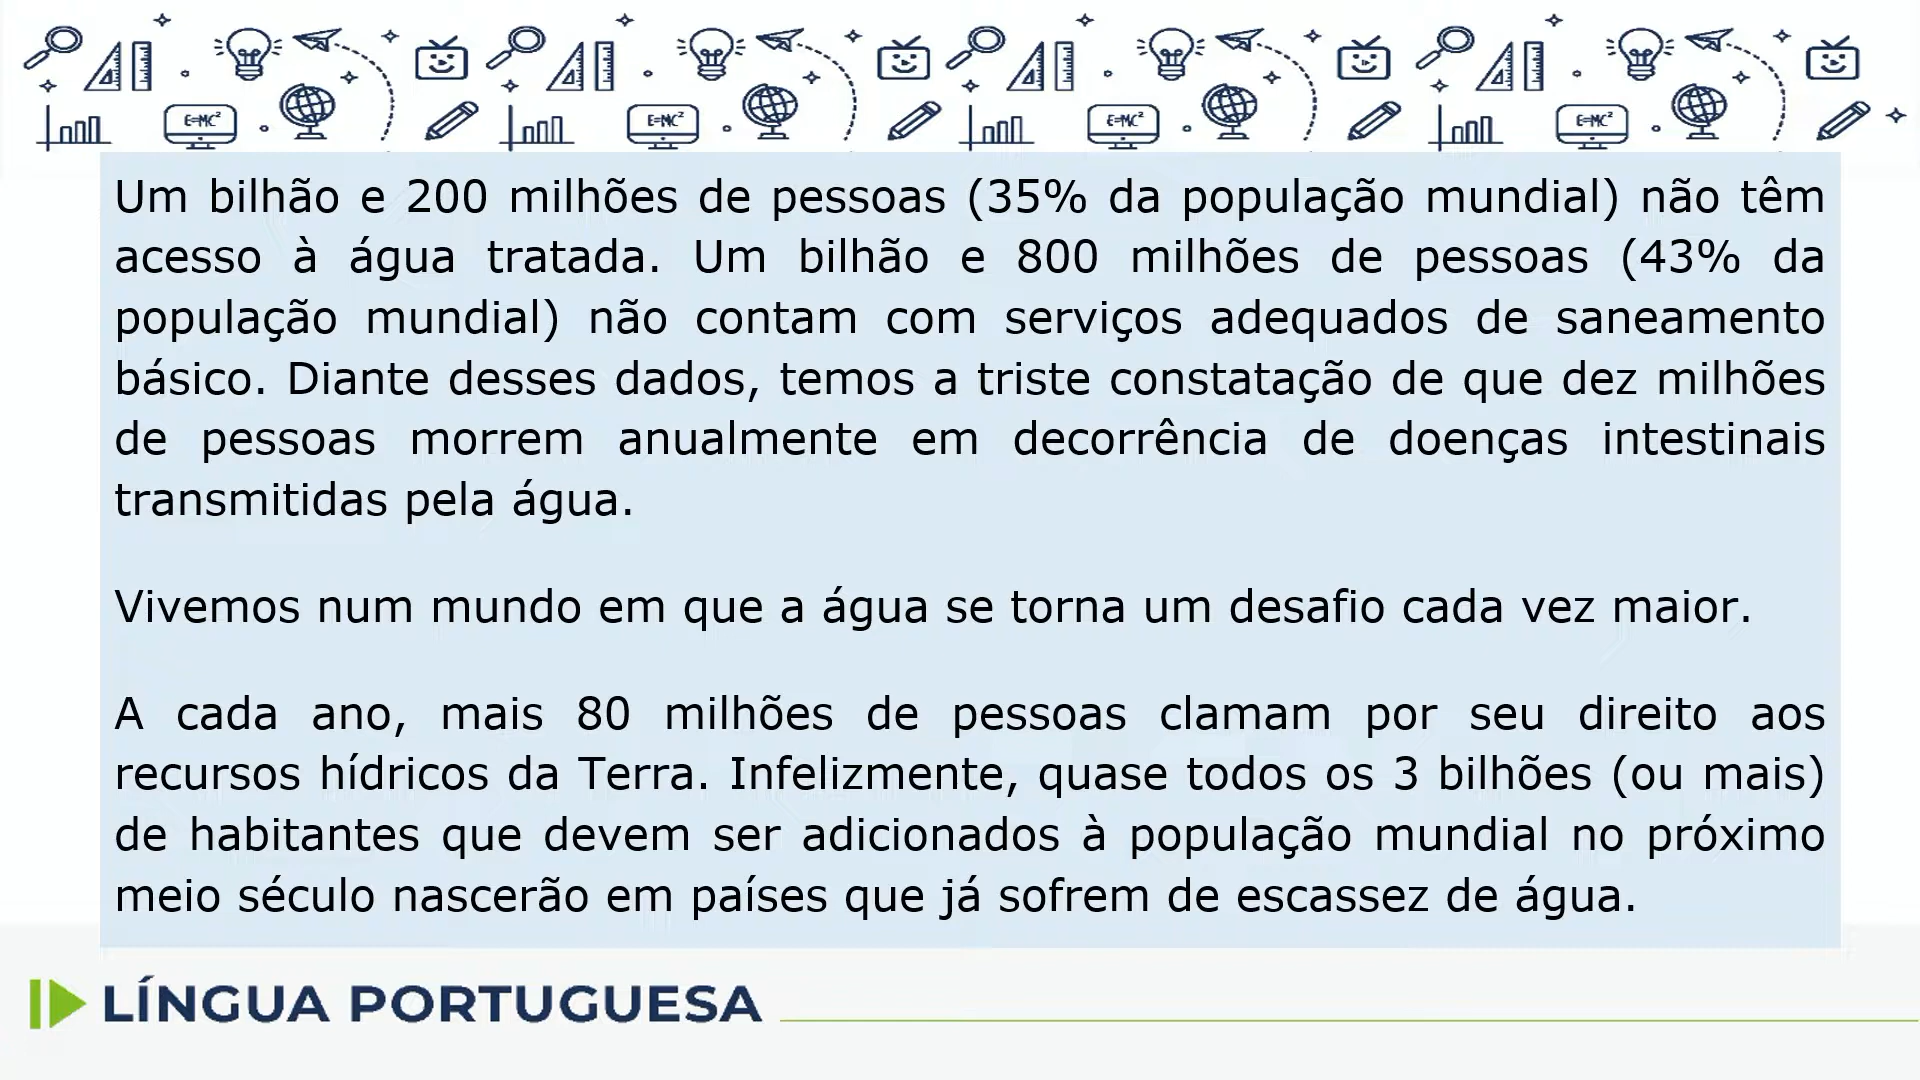 E=MC²
E=MC²
E=MC²
E=MC²
Um bilhão e 200 milhões de pessoas (35% da população mundial) não têm
acesso à água tratada. Um bilhão e 800 milhões de pessoas (43% da
população mundial) não contam com serviços adequados de saneamento
básico. Diante desses dados, temos a triste constatação de que dez milhões
de pessoas morrem anualmente em decorrência de doenças intestinais
transmitidas pela água.
Vivemos num mundo em que a água se torna um desafio cada vez maior.
A cada ano, mais 80 milhões de pessoas clamam por seu direito aos
recursos hídricos da Terra. Infelizmente, quase todos os 3 bilhões (ou mais)
de habitantes que devem ser adicionados à população mundial no próximo
meio século nascerão em países que já sofrem de escassez de água.
LÍNGUA PORTUGUESA